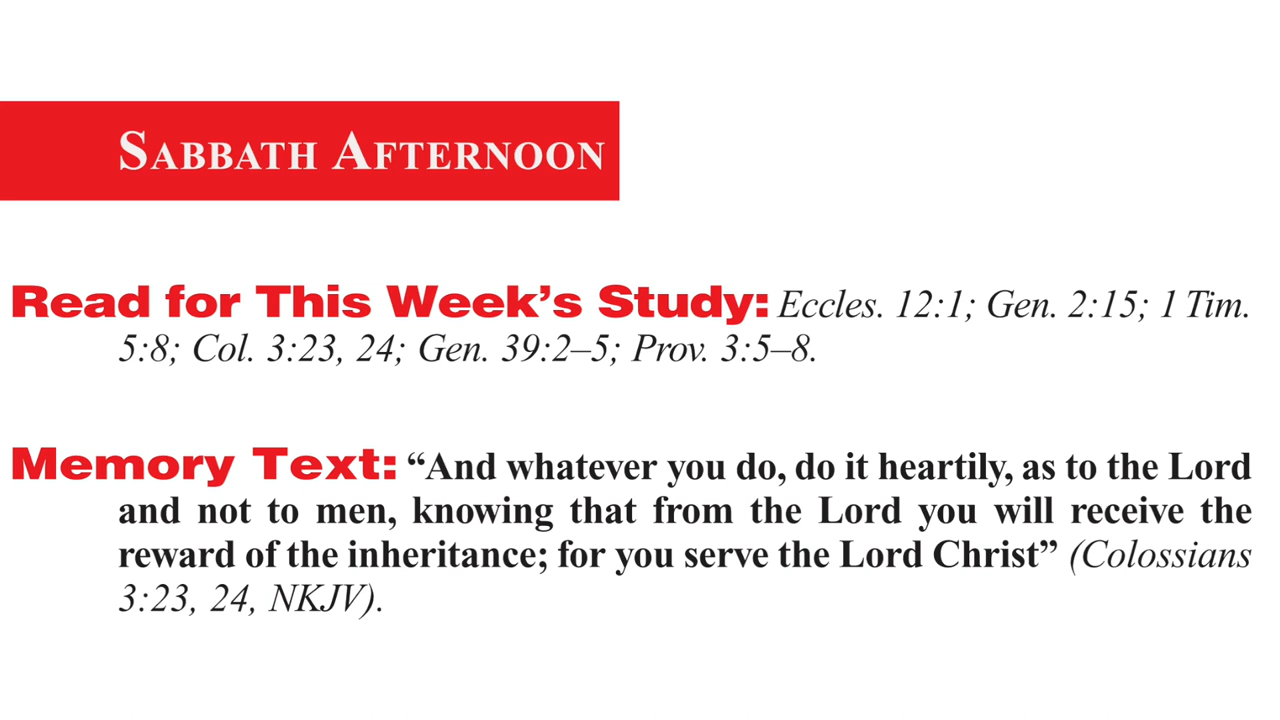 SABBATH AFTERNOON
Read for This Week’s Study: Eccles. 12:1; Gen. 2:15; 1 Tim.
5:8; Col. 3:23, 24; Gen. 39:2–5; Prov. 3:5–8.
Memory Text: “And whatever you do, do it heartily, as to the Lord
and not to men, knowing that from the Lord you will receive the
reward of the inheritance; for you serve the Lord Christ” (Colossians
3:23, 24, NKJV).